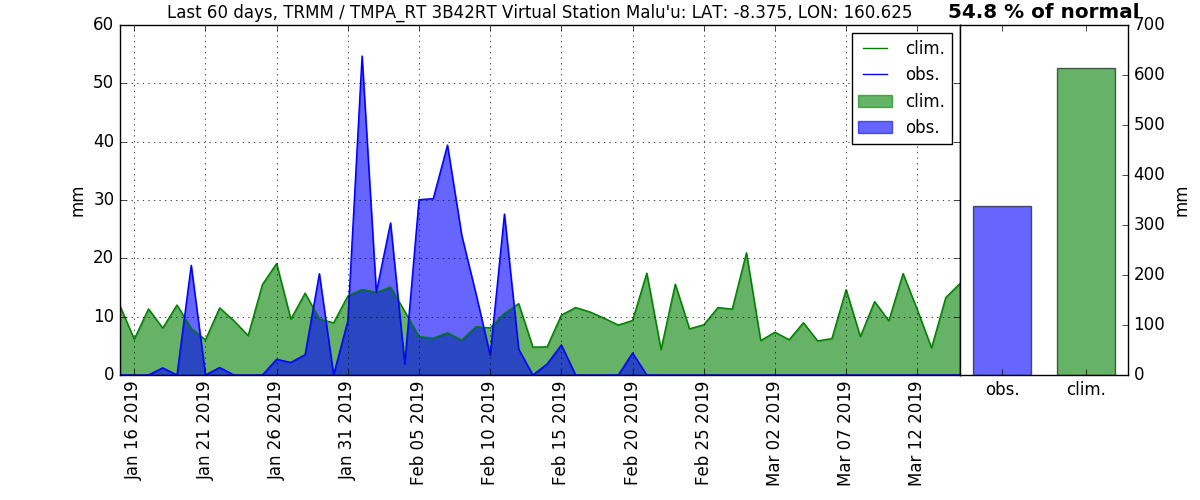 Last 60 days, TRMM / TMPA_RT 3B42RT Virtual Station Malu'u: LAT: -8.375, LON: 160.625
54.8 % of normal
60
50
40
30
20
10
0
mm
clim.
obs.
clim.
obs.
700
600
500
400
300
200
100
0
mm
Jan 16 2019
Jan 21 2019
Jan 26 2019
Jan 31 2019
Feb 05 2019
Feb 10 2019
Feb 15 2019
Feb 20 2019
Feb 25 2019
Mar 02 2019
Mar 07 2019
Mar 12 2019
obs.
clim.